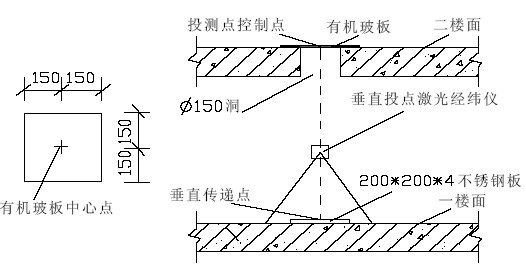 投测点控制点
有机玻板
二楼面
150 150
Φ150洞
垂直投点激光经纬仪
150
150
有机玻板中心点
垂直传递点
200*200*4不锈钢板
一楼面